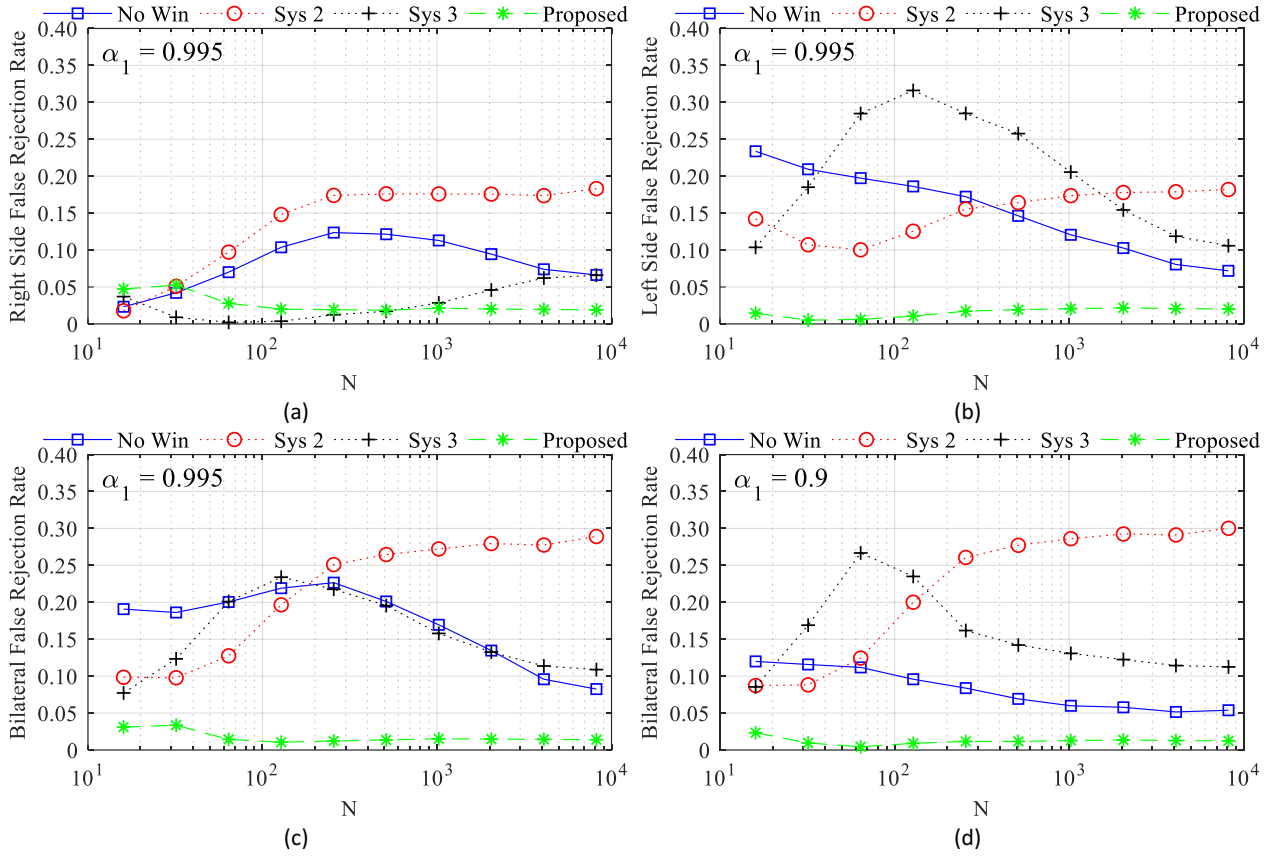 No Win Sys 2 Sys 3 Proposed
α1 = 0.995
Right Side False Rejection Rate
0.40
0.35
0.30
0.25
0.20
0.15
0.10
0.05
0
10^1 10^2 10^3 10^4
N
(a)
No Win Sys 2 Sys 3 Proposed
α1 = 0.995
Left Side False Rejection Rate
0.40
0.35
0.30
0.25
0.20
0.15
0.10
0.05
0
10^1 10^2 10^3 10^4
N
(b)
No Win Sys 2 Sys 3 Proposed
α1 = 0.995
Bilateral False Rejection Rate
0.40
0.35
0.30
0.25
0.20
0.15
0.10
0.05
0
10^1 10^2 10^3 10^4
N
(c)
No Win Sys 2 Sys 3 Proposed
α1 = 0.9
Bilateral False Rejection Rate
0.40
0.35
0.30
0.25
0.20
0.15
0.10
0.05
0
10^1 10^2 10^3 10^4
N
(d)